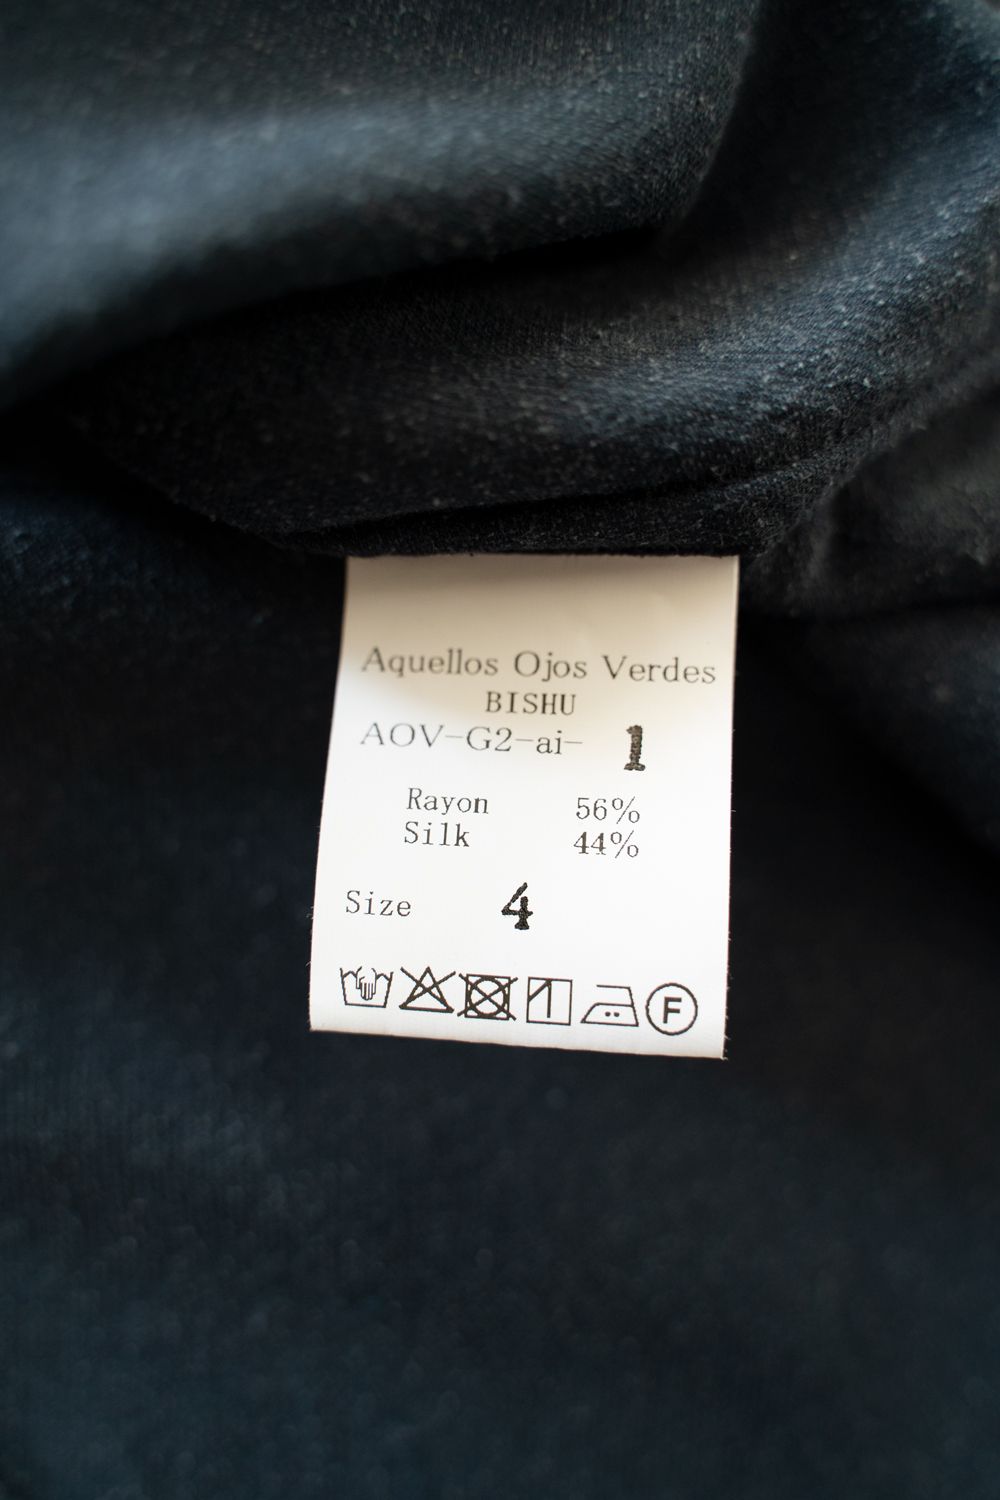 Aquellos Ojos Verdes
BISHU
AOV-G2-ai- 1
Rayon 56%
Silk 44%
Size 4
F